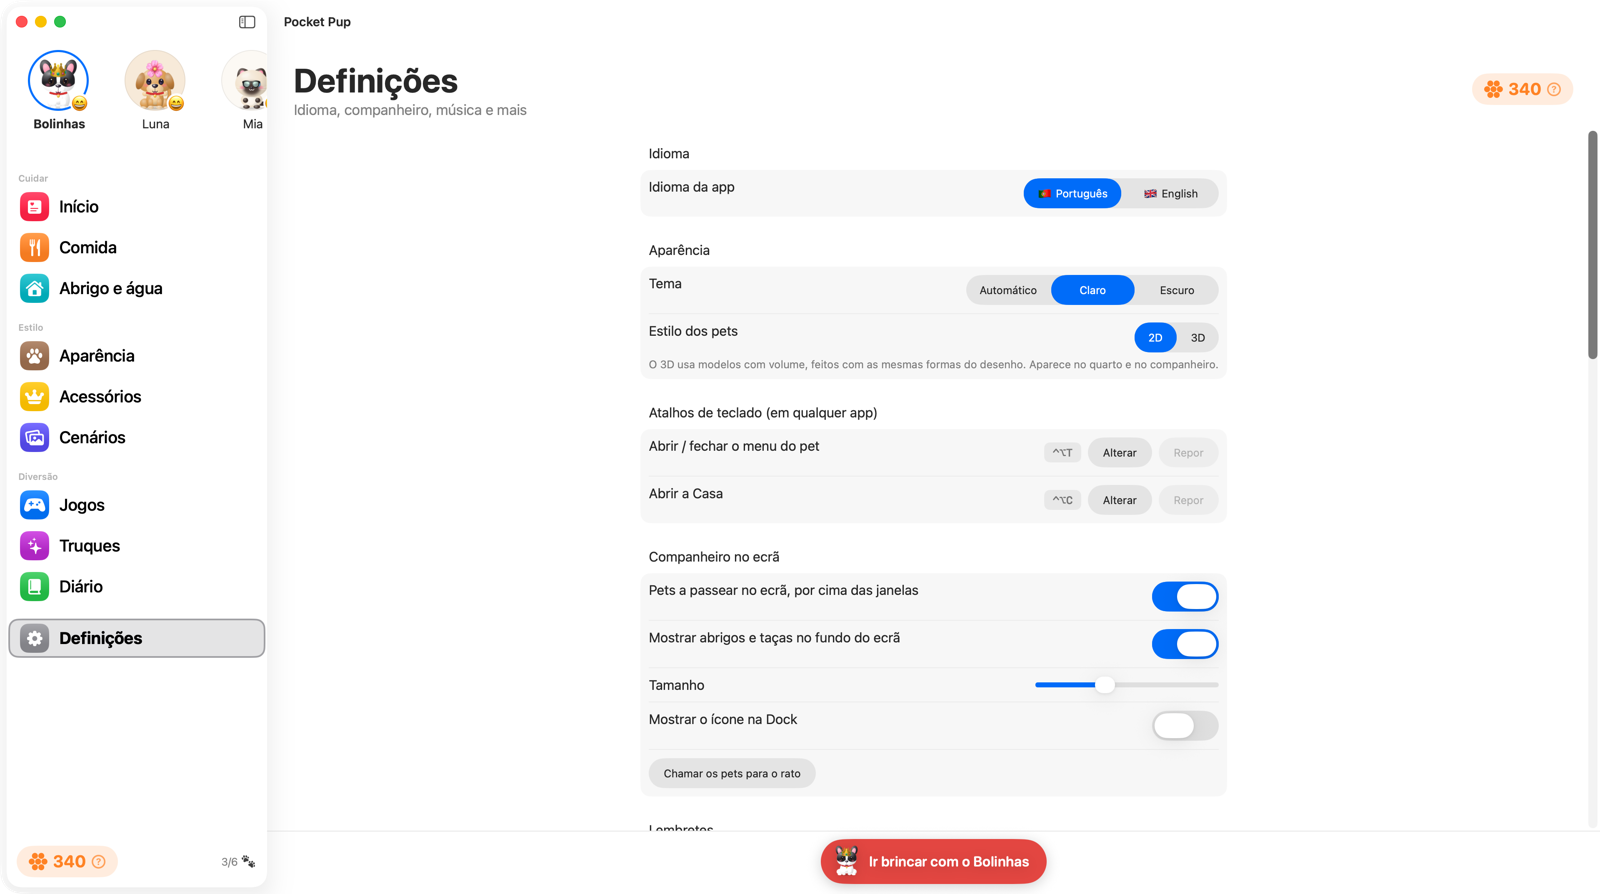 Pocket Pup
Bolinhas
Luna
Mia
Cuidar
Início
Comida
Abrigo e água
Estilo
Aparência
Acessórios
Cenários
Diversão
Jogos
Truques
Diário
Definições
340 ?
3/6
Definições
Idioma, companheiro, música e mais
340 ?
Idioma
Idioma da app
Português
English
Aparência
Tema
Automático
Claro
Escuro
Estilo dos pets
2D
3D
O 3D usa modelos com volume, feitos com as mesmas formas do desenho. Aparece no quarto e no companheiro.
Atalhos de teclado (em qualquer app)
Abrir / fechar o menu do pet
^⌥T
Alterar
Repor
Abrir a Casa
^⌥C
Alterar
Repor
Companheiro no ecrã
Pets a passear no ecrã, por cima das janelas
Mostrar abrigos e taças no fundo do ecrã
Tamanho
Mostrar o ícone na Dock
Chamar os pets para o rato
Lembretes
Ir brincar com o Bolinhas